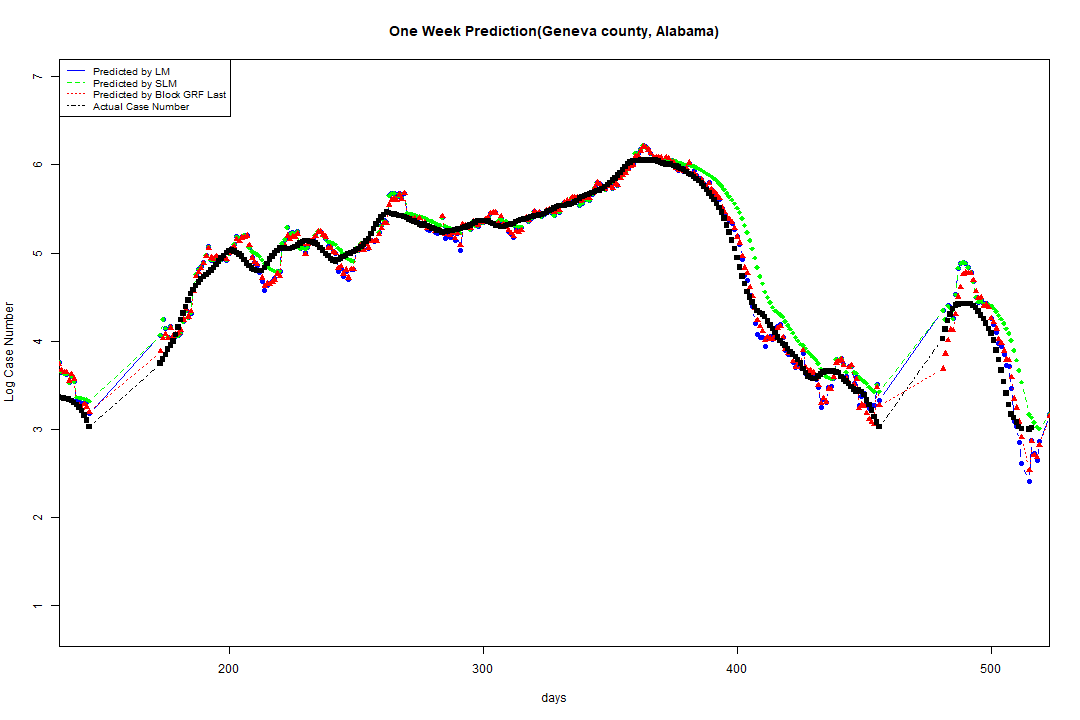 One Week Prediction(Geneva county, Alabama)
Predicted by LM
Predicted by SLM
Predicted by Block GRF Last
Actual Case Number
7
6
5
4
3
2
1
Log Case Number
200
300
400
500
days